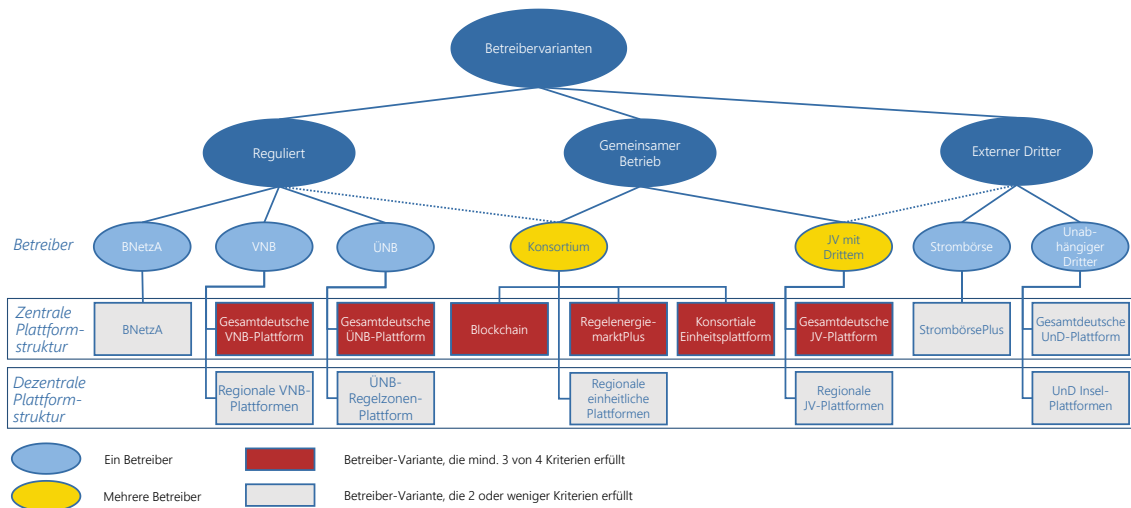 Betreibervarianten
Reguliert
Gemeinsamer
Betrieb
Externer Dritter
Betreiber
BNetzA
VNB
ÜNB
Konsortium
JV mit
Drittem
Strombörse
Unab-
hängiger
Dritter
Zentrale
Plattform-
struktur
BNetzA
Gesamtdeutsche
VNB-Plattform
Gesamtdeutsche
ÜNB-Plattform
Blockchain
Regelenergie-
marktPlus
Konsortiale
Einheitsplattform
Gesamtdeutsche
JV-Plattform
StrombörsePlus
Gesamtdeutsche
UnD-Plattform
Dezentrale
Plattform-
struktur
Regionale VNB-
Plattformen
ÜNB-
Regelzonen-
Plattform
Regionale
einheitliche
Plattformen
Regionale
JV-Plattformen
UnD Insel-
Plattformen
Ein Betreiber
Betreiber-Variante, die mind. 3 von 4 Kriterien erfüllt
Mehrere Betreiber
Betreiber-Variante, die 2 oder weniger Kriterien erfüllt